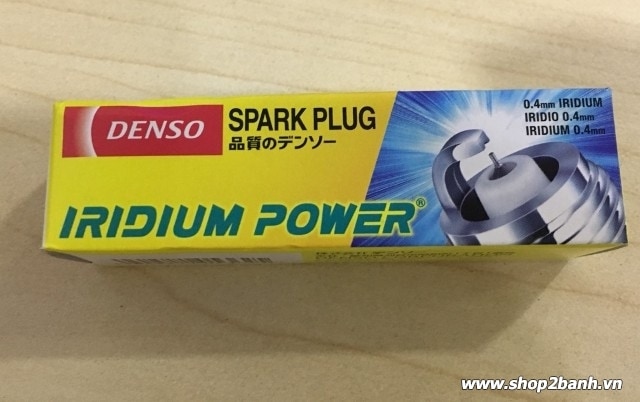 DENSO
SPARK PLUG
品質のデンソー
0.4mm IRIDIUM
IRIDIO 0.4mm
IRIDIUM 0.4mm
IRIDIUM POWER®
www.shop2banh.vn